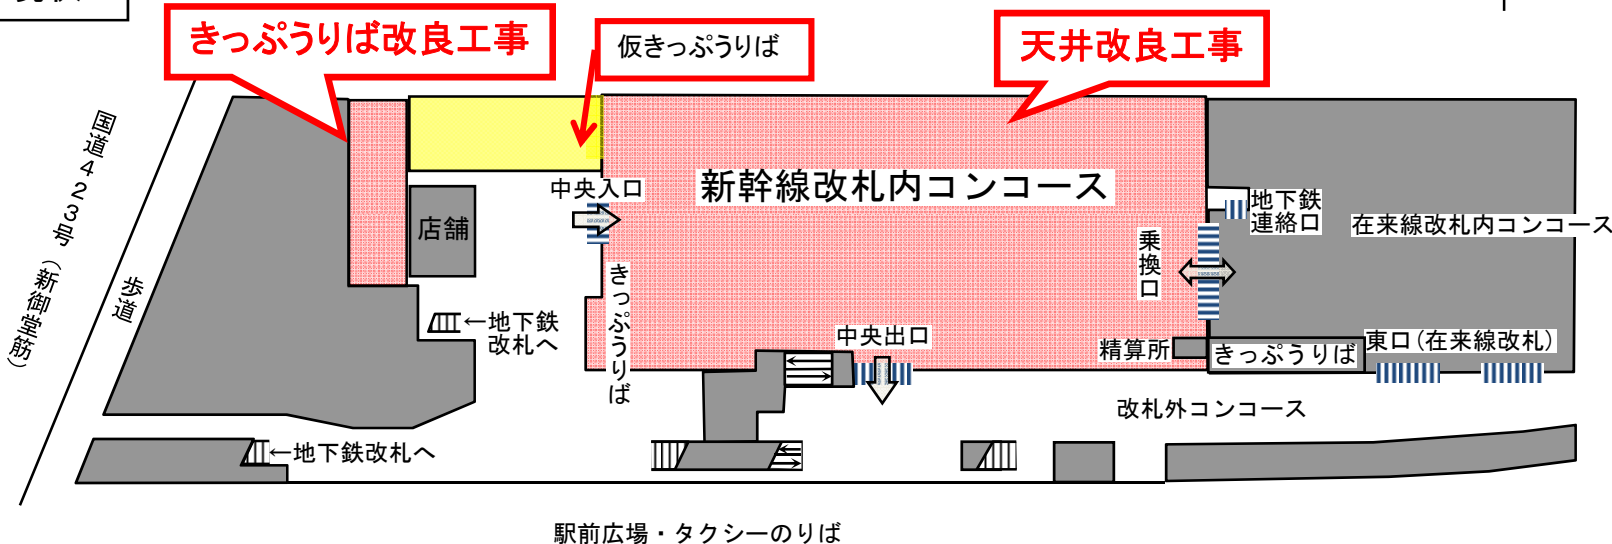 きっぷうりば改良工事
仮きっぷうりば
天井改良工事
国道423号(新御堂筋)
歩道
店舗
中央入口
新幹線改札内コンコース
地下鉄
連絡口
在来線改札内コンコース
乗換口
きっぷうりば
←地下鉄
改札へ
中央出口
精算所
きっぷうりば
東口(在来線改札)
改札外コンコース
←地下鉄改札へ
駅前広場・タクシーのりば